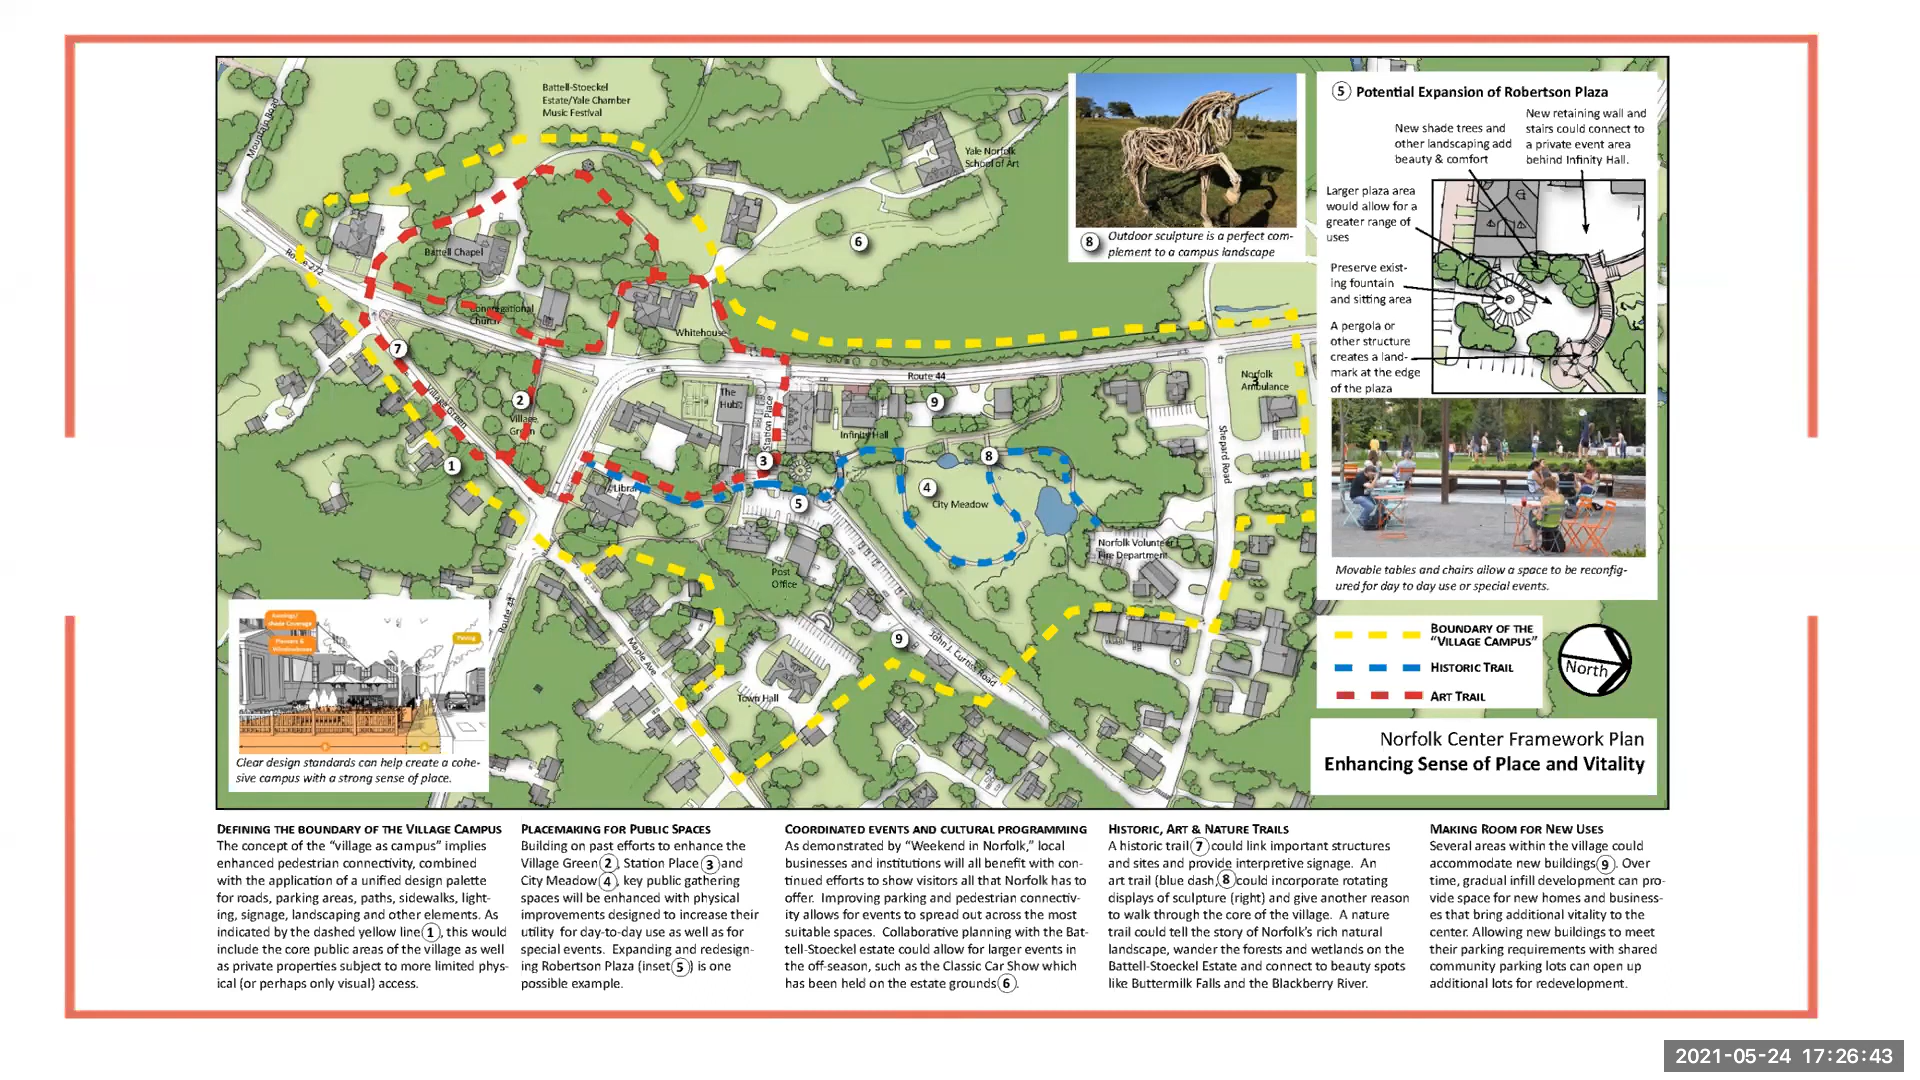 Battell-Stoeckel
Estate/Yale Chamber
Music Festival
Mountain Road
Yale Norfolk
School of Art
Battell Chapel
Route 272
Congregational
Church
Whitehouse
6
7
Village Green
2
Village
Green
1
The
Hub
Station Place
3
Route 44
9
Infinity Hall
Norfolk
Ambulance
3
Shepard Road
Library
5
4
City Meadow
8
Norfolk Volunteer
Fire Department
Post
Office
Route 44
Maple Ave
Town Hall
9
John J. Curtiss Road
8 Outdoor sculpture is a perfect com-
plement to a campus landscape
5 Potential Expansion of Robertson Plaza
New shade trees and
other landscaping add
beauty & comfort
New retaining wall and
stairs could connect to
a private event area
behind Infinity Hall.
Larger plaza area
would allow for a
greater range of
uses
Preserve exist-
ing fountain
and sitting area
A pergola or
other structure
creates a land-
mark at the edge
of the plaza
Movable tables and chairs allow a space to be reconfig-
ured for day to day use or special events.
BOUNDARY OF THE
“VILLAGE CAMPUS”
HISTORIC TRAIL
ART TRAIL
North
Norfolk Center Framework Plan
Enhancing Sense of Place and Vitality
Awnings/
Shade Coverage
Planters &
Windowboxes
Paving
Clear design standards can help create a cohe-
sive campus with a strong sense of place.
DEFINING THE BOUNDARY OF THE VILLAGE CAMPUS
The concept of the “village as campus” implies
enhanced pedestrian connectivity, combined
with the application of a unified design palette
for roads, parking areas, paths, sidewalks, light-
ing, signage, landscaping and other elements. As
indicated by the dashed yellow line 1, this would
include the core public areas of the village as well
as private properties subject to more limited phys-
ical (or perhaps only visual) access.
PLACEMAKING FOR PUBLIC SPACES
Building on past efforts to enhance the
Village Green 2, Station Place 3 and
City Meadow 4, key public gathering
spaces will be enhanced with physical
improvements designed to increase their
utility for day-to-day use as well as for
special events. Expanding and redesign-
ing Robertson Plaza (inset 5) is one
possible example.
COORDINATED EVENTS AND CULTURAL PROGRAMMING
As demonstrated by “Weekend in Norfolk,” local
businesses and institutions will all benefit with con-
tinued efforts to show visitors all that Norfolk has to
offer. Improving parking and pedestrian connectiv-
ity allows for events to spread out across the most
suitable spaces. Collaborative planning with the Bat-
tell-Stoeckel estate could allow for larger events in
the off-season, such as the Classic Car Show which
has been held on the estate grounds 6.
HISTORIC, ART & NATURE TRAILS
A historic trail 7 could link important structures
and sites and provide interpretive signage. An
art trail (blue dash 8 could incorporate rotating
displays of sculpture (right) and give another reason
to walk through the core of the village. A nature
trail could tell the story of Norfolk’s rich natural
landscape, wander the forests and wetlands on the
Battell-Stoeckel Estate and connect to beauty spots
like Buttermilk Falls and the Blackberry River.
MAKING ROOM FOR NEW USES
Several areas within the village could
accommodate new buildings 9. Over
time, gradual infill development can pro-
vide space for new homes and business-
es that bring additional vitality to the
center. Allowing new buildings to meet
their parking requirements with shared
community parking lots can open up
additional lots for redevelopment.
2021-05-24 17:26:43